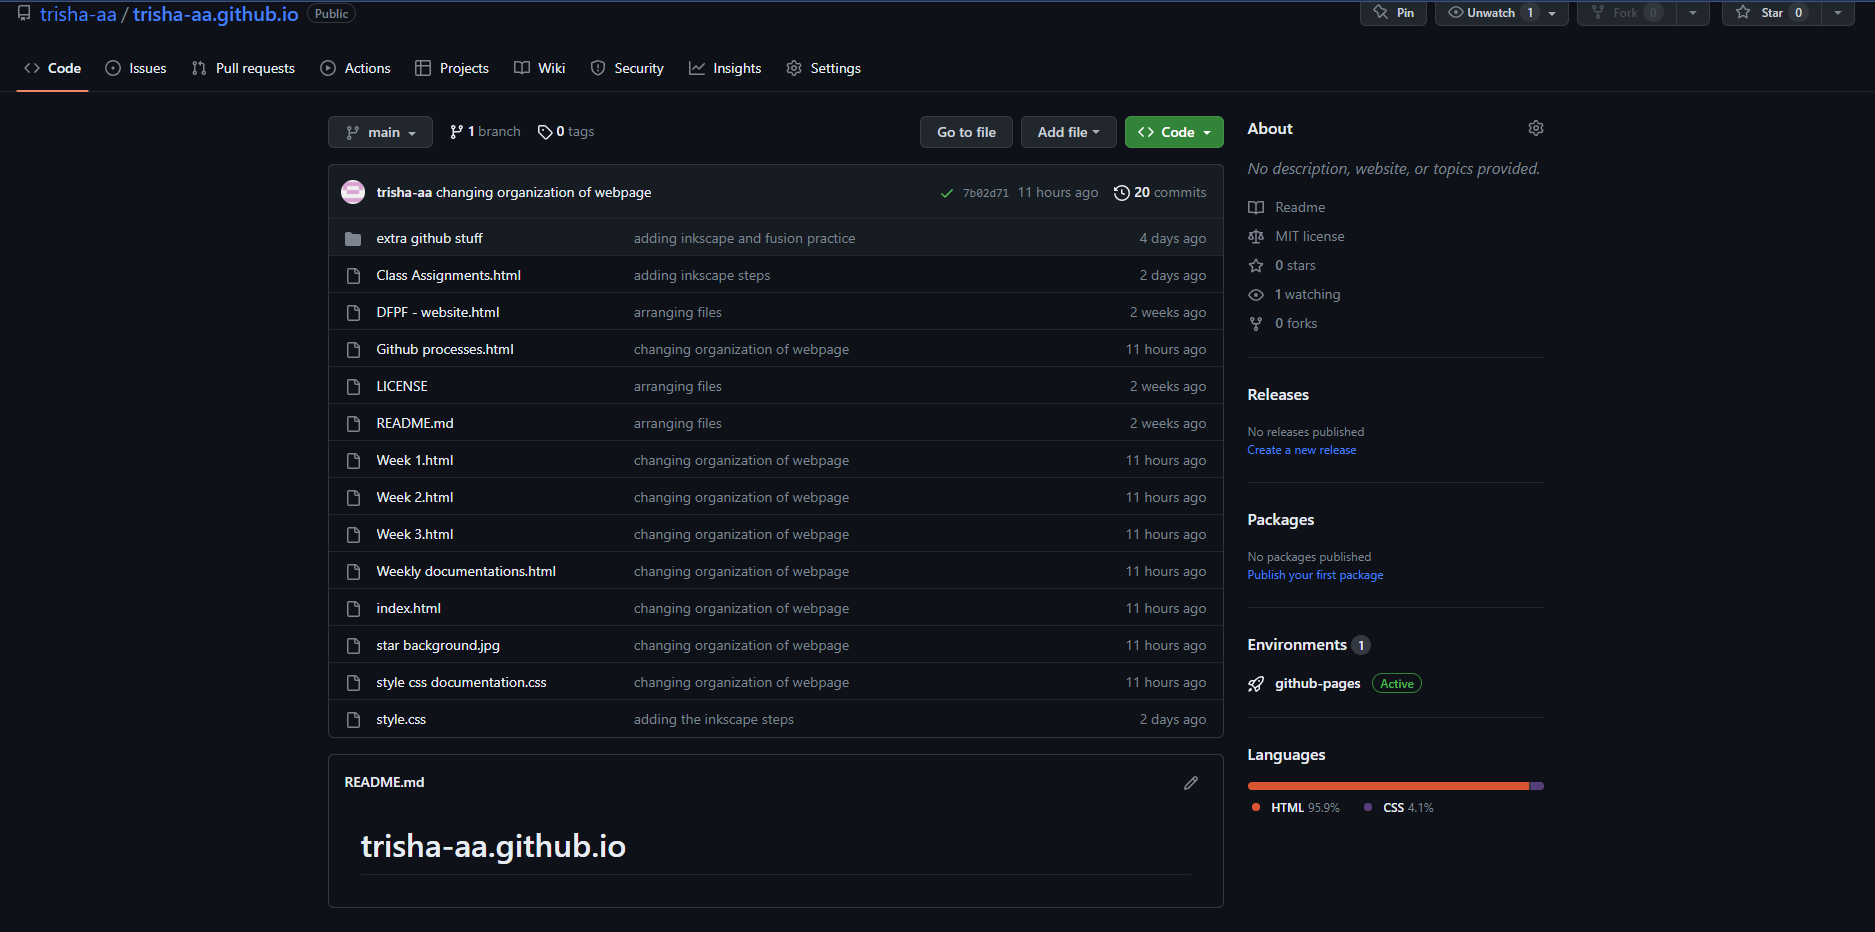 trisha-aa / trisha-aa.github.io Public
Pin Unwatch 1 Fork 0 Star 0
Code Issues Pull requests Actions Projects Wiki Security Insights Settings
main 1 branch 0 tags Go to file Add file Code
trisha-aa changing organization of webpage 7b02d71 11 hours ago 20 commits
extra github stuff adding inkscape and fusion practice 4 days ago
Class Assignments.html adding inkscape steps 2 days ago
DFPF - website.html arranging files 2 weeks ago
Github processes.html changing organization of webpage 11 hours ago
LICENSE arranging files 2 weeks ago
README.md arranging files 2 weeks ago
Week 1.html changing organization of webpage 11 hours ago
Week 2.html changing organization of webpage 11 hours ago
Week 3.html changing organization of webpage 11 hours ago
Weekly documentations.html changing organization of webpage 11 hours ago
index.html changing organization of webpage 11 hours ago
star background.jpg changing organization of webpage 11 hours ago
style css documentation.css changing organization of webpage 11 hours ago
style.css adding the inkscape steps 2 days ago
README.md
trisha-aa.github.io
About
No description, website, or topics provided.
Readme
MIT license
0 stars
1 watching
0 forks
Releases
No releases published
Create a new release
Packages
No packages published
Publish your first package
Environments 1
github-pages Active
Languages
HTML 95.9% CSS 4.1%